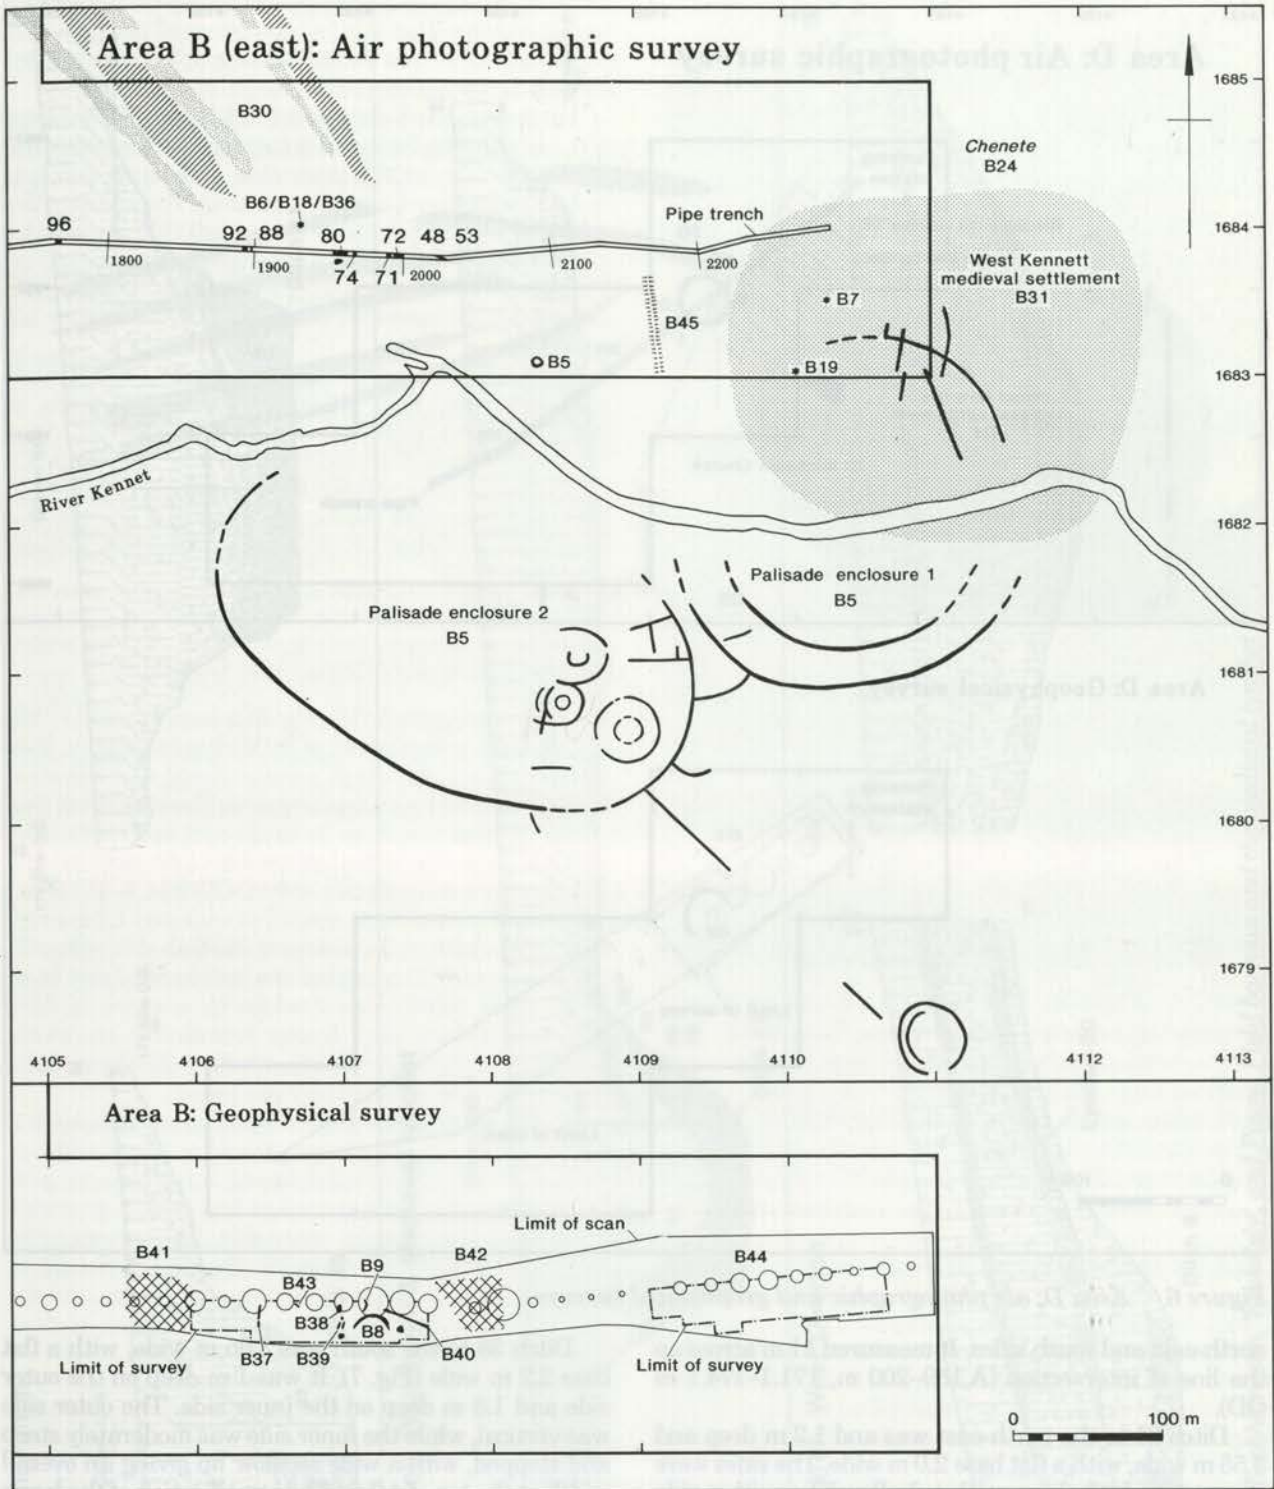 Area B (east): Air photographic survey
1685
B30
Chenete
B24
B6/B18/B36
Pipe trench
96
92 88 80 72 48 53
1684
1800
1900
74 71 2000
2100
2200
West Kennett
medieval settlement
B31
B7
B45
B5
B19
1683
River Kennet
1682
Palisade enclosure 1
B5
Palisade enclosure 2
B5
1681
1680
1679
4105 4106 4107 4108 4109 4110 4112 4113
Area B: Geophysical survey
Limit of scan
B41
B9
B42
B44
B43
B38
B8
Limit of survey
B37
B39
B40
Limit of survey
0 100 m